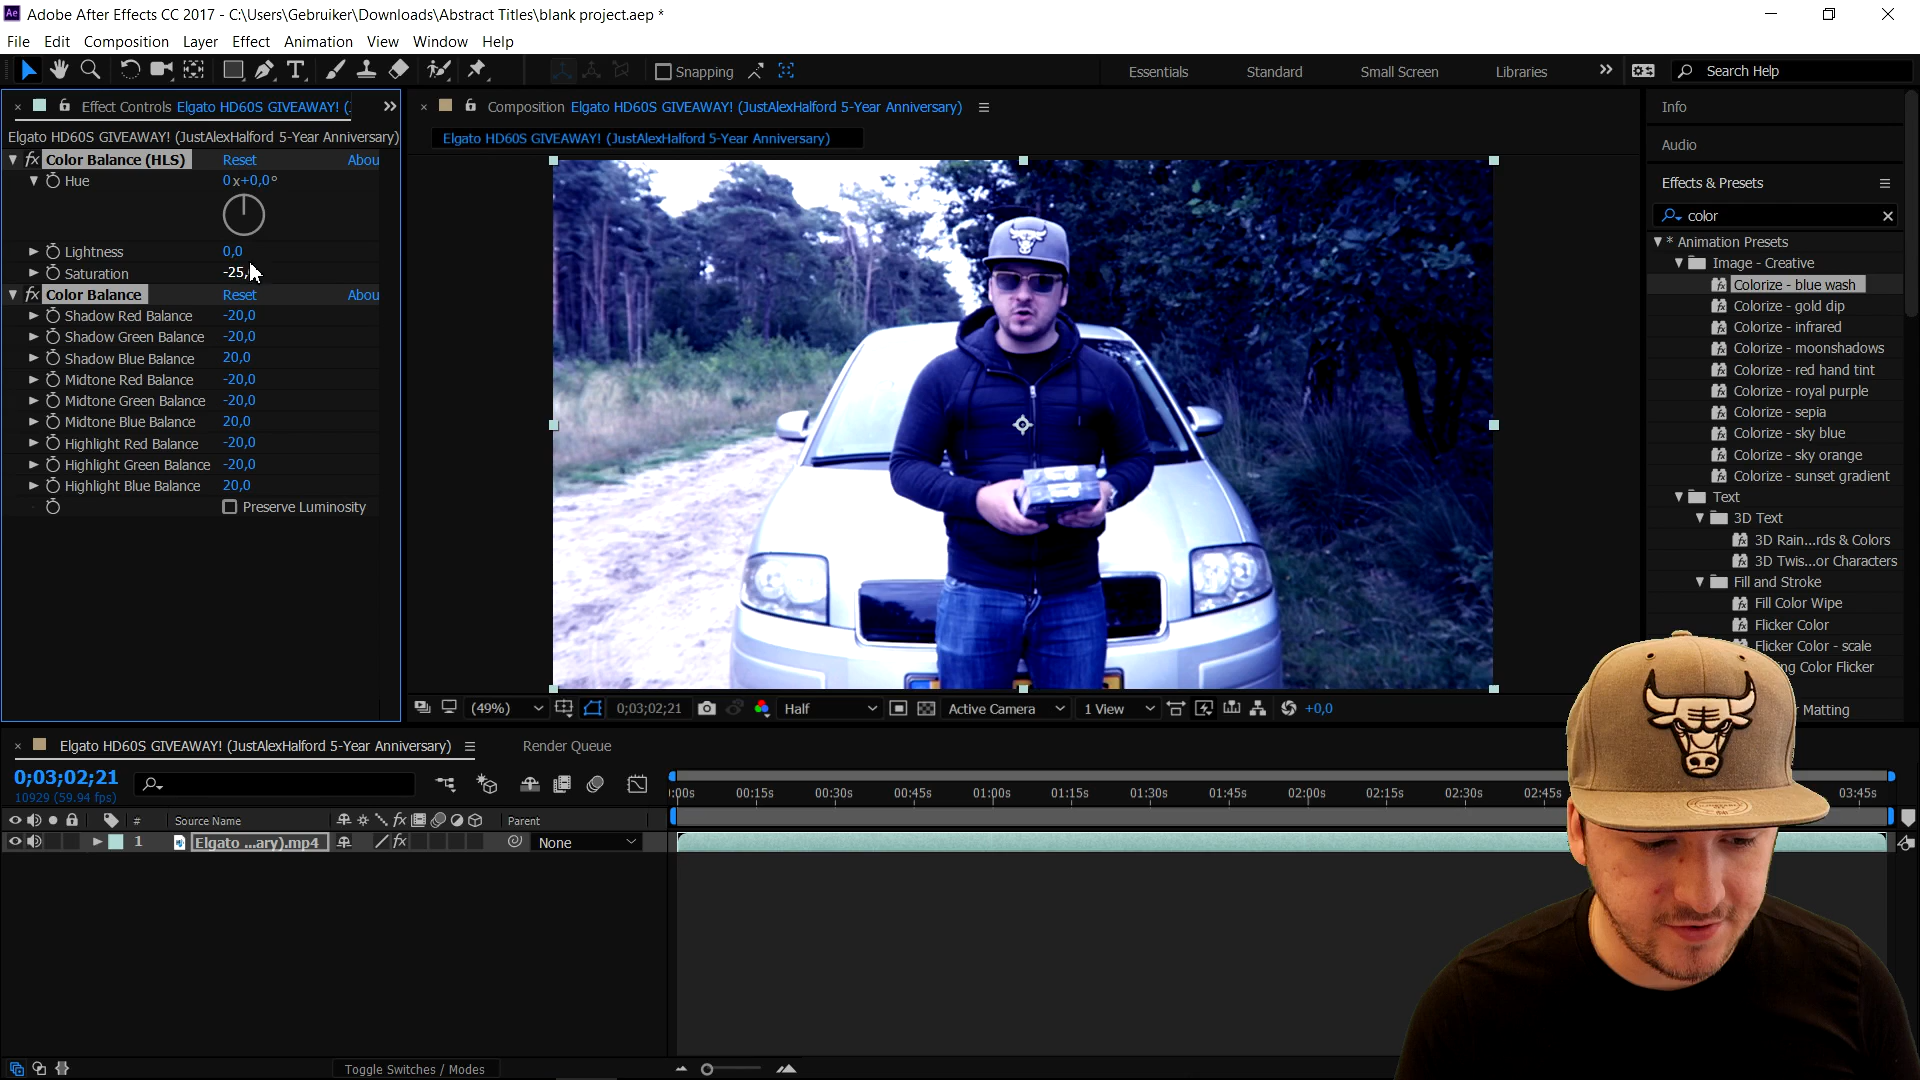 Adobe After Effects CC 2017 - C:\Users\Gebruiker\Downloads\Abstract Titles\blank project.aep *
File Edit Composition Layer Effect Animation View Window Help
Snapping Essentials Standard Small Screen Libraries Search Help
Effect Controls Elgato HD60S GIVEAWAY! (
Composition Elgato HD60S GIVEAWAY! (JustAlexHalford 5-Year Anniversary)
Elgato HD60S GIVEAWAY! (JustAlexHalford 5-Year Anniversary)
Elgato HD60S GIVEAWAY! (JustAlexHalford 5-Year Anniversary)
fx Color Balance (HLS) Reset Abou
Hue 0x+0,0°
Lightness 0,0
Saturation -25,
fx Color Balance Reset Abou
Shadow Red Balance -20,0
Shadow Green Balance -20,0
Shadow Blue Balance 20,0
Midtone Red Balance -20,0
Midtone Green Balance -20,0
Midtone Blue Balance 20,0
Highlight Red Balance -20,0
Highlight Green Balance -20,0
Highlight Blue Balance 20,0
Preserve Luminosity
Info
Audio
Effects & Presets
color
* Animation Presets
Image - Creative
Colorize - blue wash
Colorize - gold dip
Colorize - infrared
Colorize - moonshadows
Colorize - red hand tint
Colorize - royal purple
Colorize - sepia
Colorize - sky blue
Colorize - sky orange
Colorize - sunset gradient
Text
3D Text
3D Rain...rds & Colors
3D Twis...or Characters
Fill and Stroke
Fill Color Wipe
Flicker Color
Flicker Color - scale
ng Color Flicker
r Matting
(49%) 0;03;02;21 Half Active Camera 1 View +0,0
Elgato HD60S GIVEAWAY! (JustAlexHalford 5-Year Anniversary) Render Queue
0;03;02;21
10929 (59.94 fps)
:00s 00:15s 00:30s 00:45s 01:00s 01:15s 01:30s 01:45s 02:00s 02:15s 02:30s 02:45s 03:45s
# Source Name fx Parent
1 Elgato ...ary).mp4 fx None
Toggle Switches / Modes